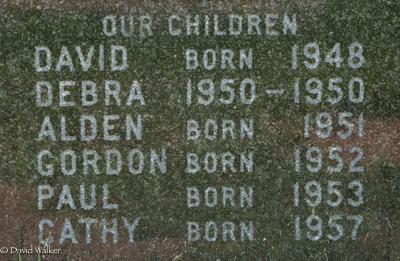 OUR CHILDREN
DAVID BORN 1948
DEBRA 1950-1950
ALDEN BORN 1951
GORDON BORN 1952
PAUL BORN 1953
CATHY BORN 1957
© David Walker